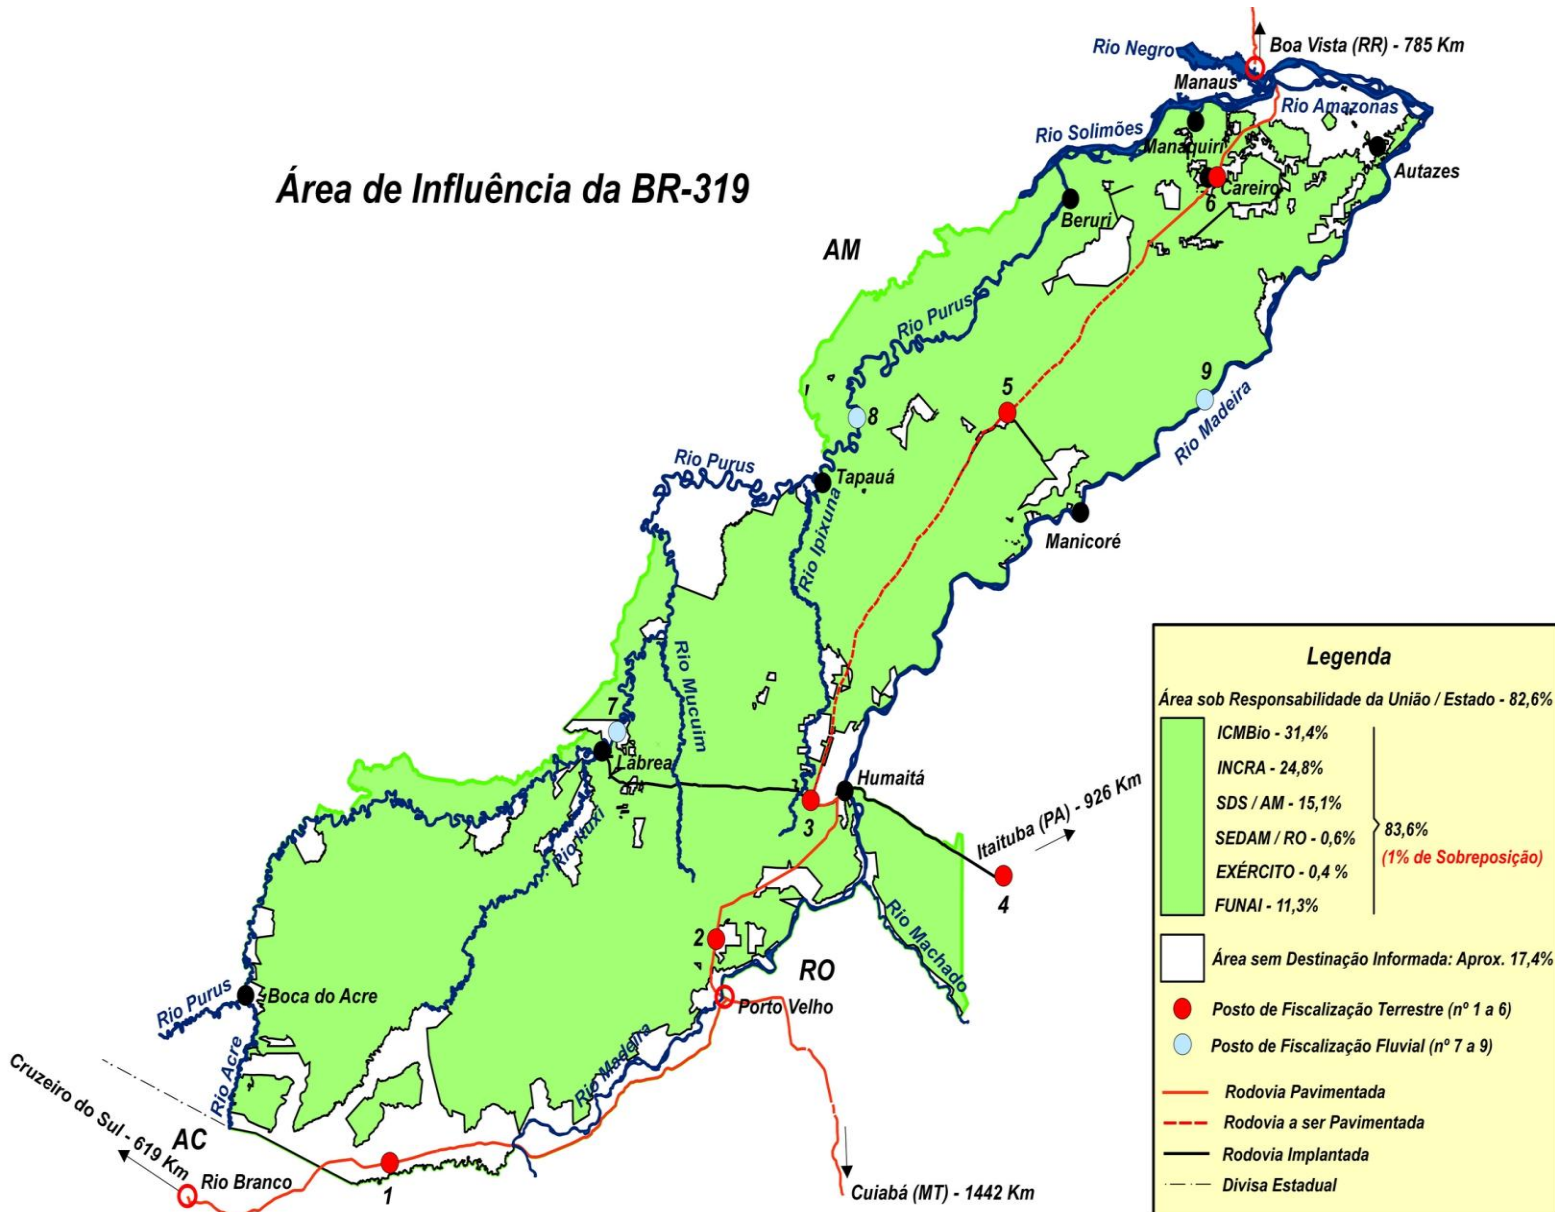 Boa Vista (RR) - 785 Km
Rio Negro
Manaus
Rio Amazonas
Rio Solimões
Manaquiri
Autazes
Área de Influência da BR-319
Careiro
6
Beruri
AM
Rio Purus
5
9
8
Rio Madeira
Rio Purus
Tapauá
Rio Ipixuna
Manicoré
Rio Mucuim
7
Lábrea
Humaitá
3
Itaituba (PA) - 926 Km
Rio Ituxi
4
2
Rio Machado
RO
Rio Purus
Boca do Acre
Porto Velho
Rio Madeira
Rio Acre
Cruzeiro do Sul - 619 Km
AC
Rio Branco
1
Cuiabá (MT) - 1442 Km
Legenda
Área sob Responsabilidade da União / Estado - 82,6%
ICMBio - 31,4%
INCRA - 24,8%
SDS / AM - 15,1%
SEDAM / RO - 0,6%
EXÉRCITO - 0,4 %
FUNAI - 11,3%
83,6%
(1% de Sobreposição)
Área sem Destinação Informada: Aprox. 17,4%
Posto de Fiscalização Terrestre (nº 1 a 6)
Posto de Fiscalização Fluvial (nº 7 a 9)
Rodovia Pavimentada
Rodovia a ser Pavimentada
Rodovia Implantada
Divisa Estadual